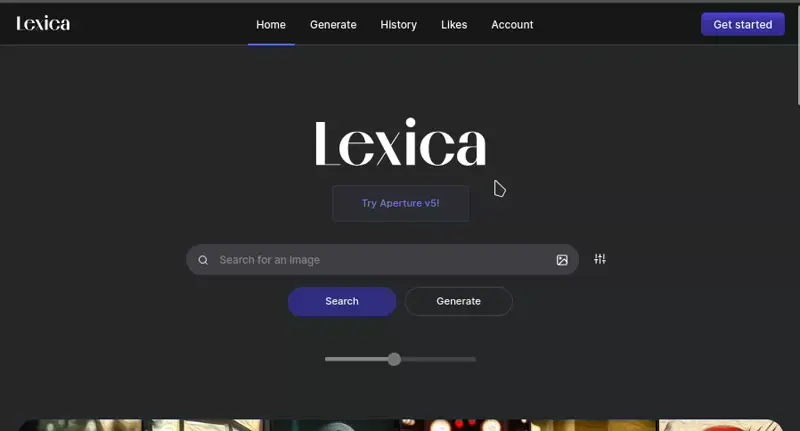 Lexica
Home Generate History Likes Account
Get started
Lexica
Try Aperture v5!
Search for an image
Search Generate